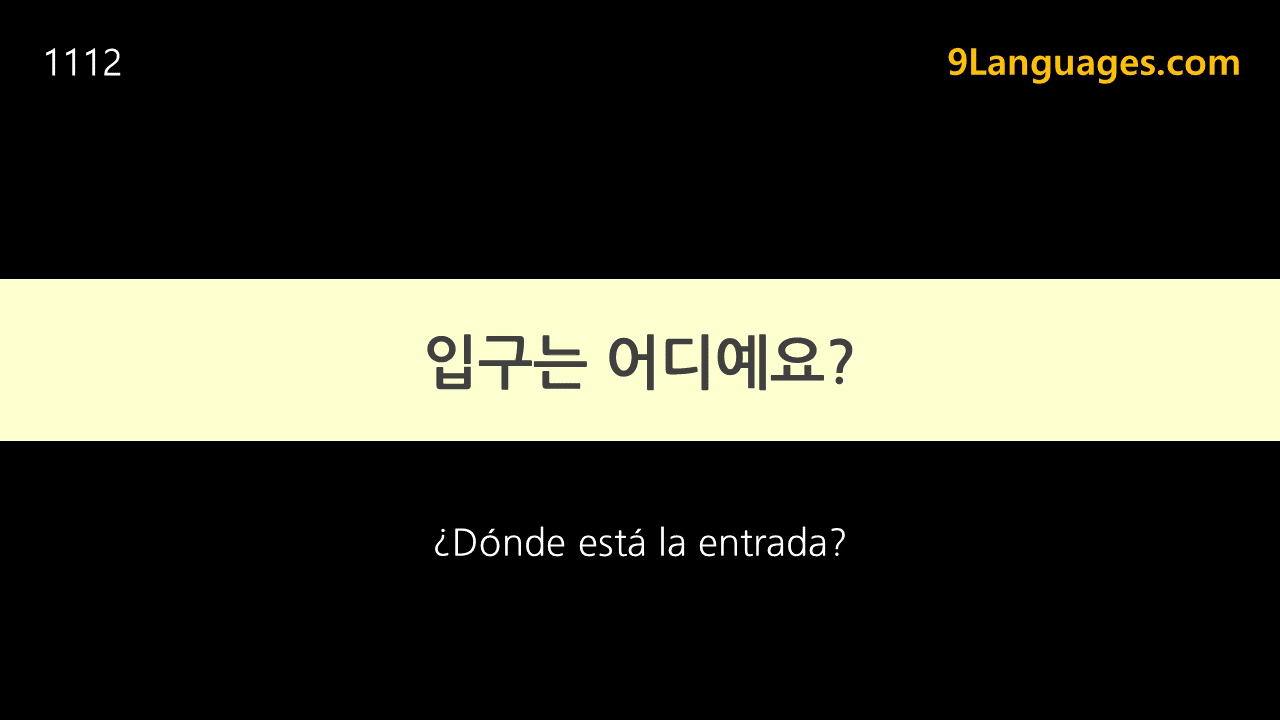 1112
9Languages.com
입구는 어디예요?
¿Dónde está la entrada?